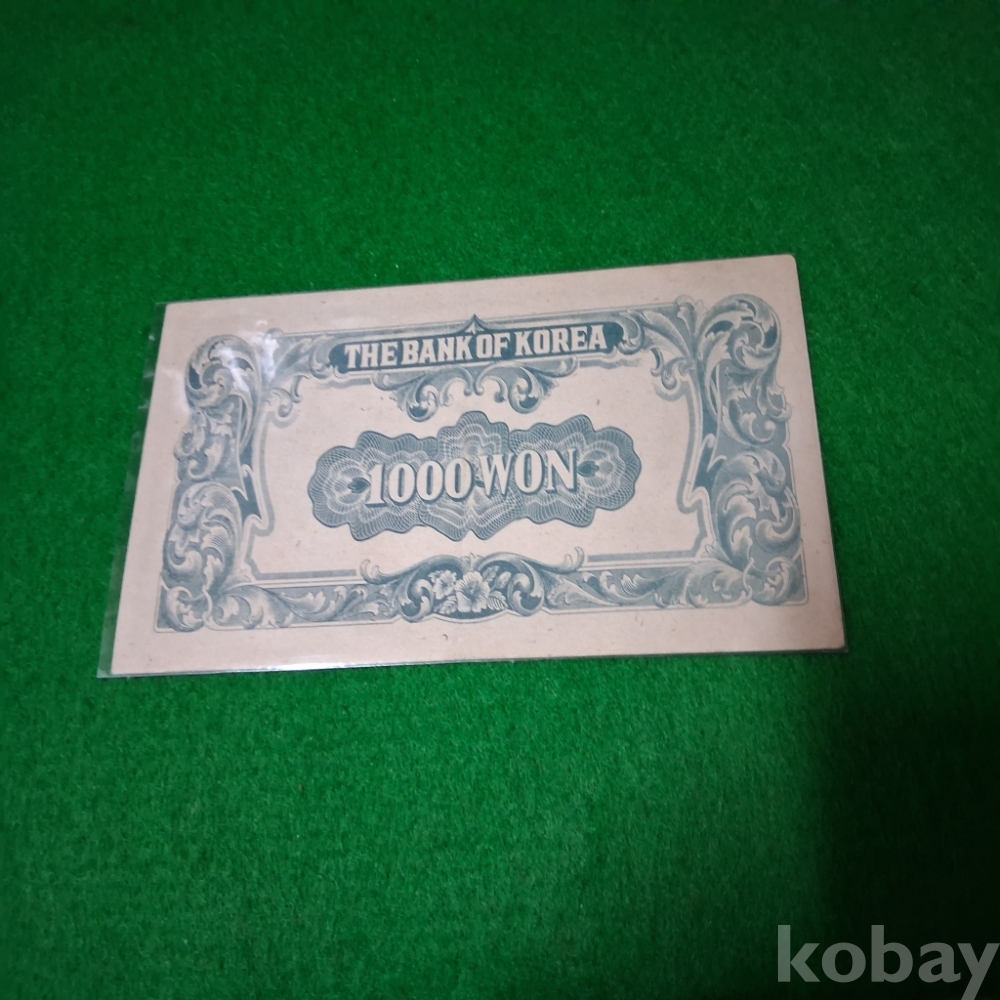 THE BANK OF KOREA
1000 WON
kobay